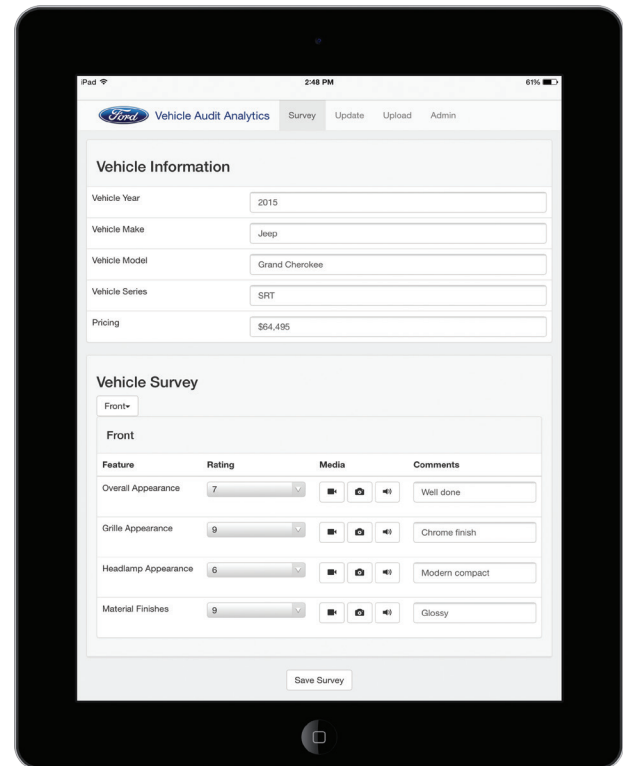 iPad 2:48 PM 61%
Ford Vehicle Audit Analytics Survey Update Upload Admin
Vehicle Information
Vehicle Year 2015
Vehicle Make Jeep
Vehicle Model Grand Cherokee
Vehicle Series SRT
Pricing $64,495
Vehicle Survey
Front
Front
Feature Rating Media Comments
Overall Appearance 7 Well done
Grille Appearance 9 Chrome finish
Headlamp Appearance 6 Modern compact
Material Finishes 9 Glossy
Save Survey